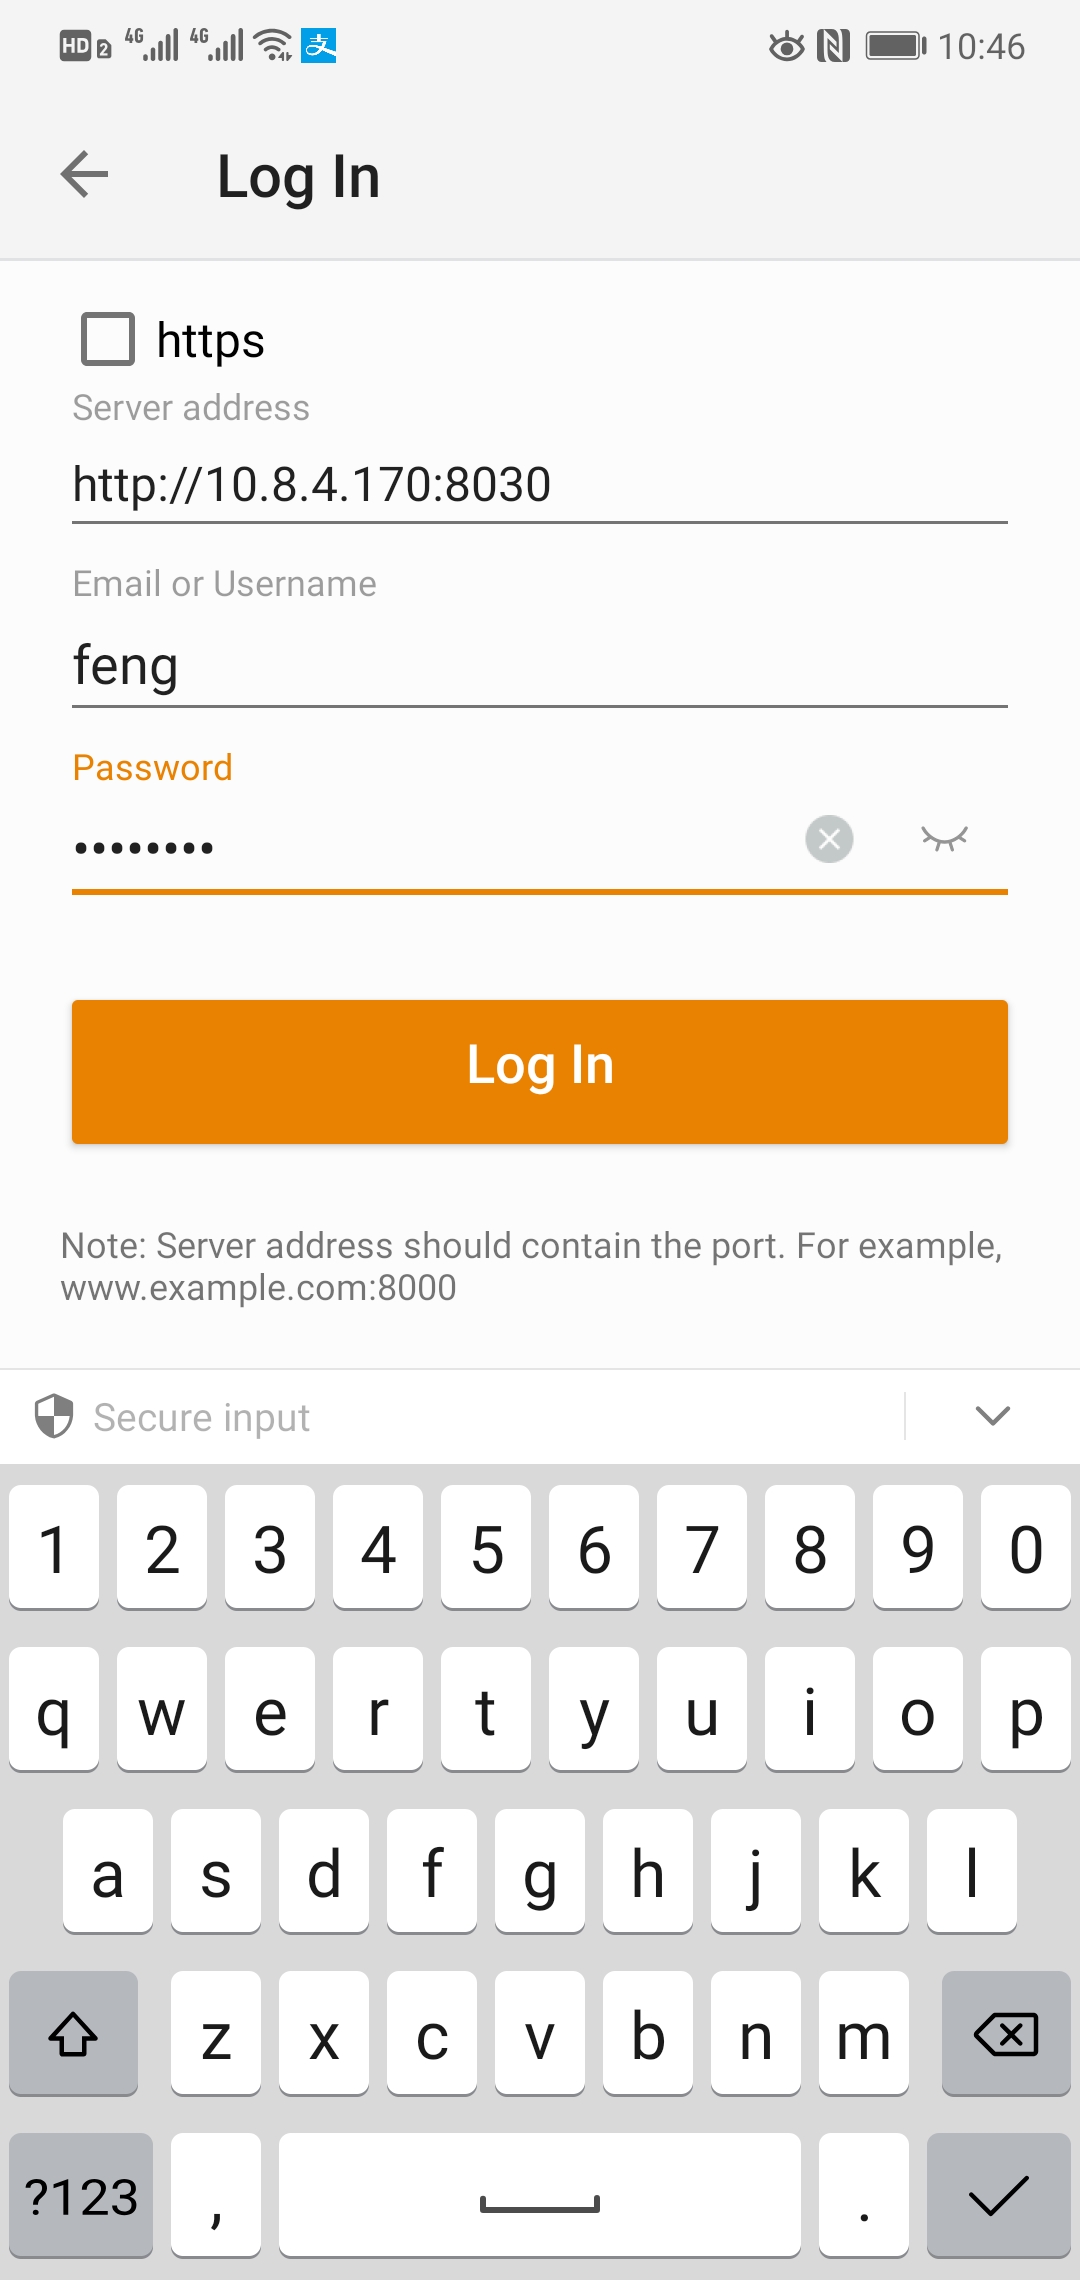 HD 2 4G 4G 支 10:46
Log In
https
Server address
http://10.8.4.170:8030
Email or Username
feng
Password
••••••••
Log In
Note: Server address should contain the port. For example,
www.example.com:8000
Secure input
1 2 3 4 5 6 7 8 9 0
q w e r t y u i o p
a s d f g h j k l
z x c v b n m
?123 , .